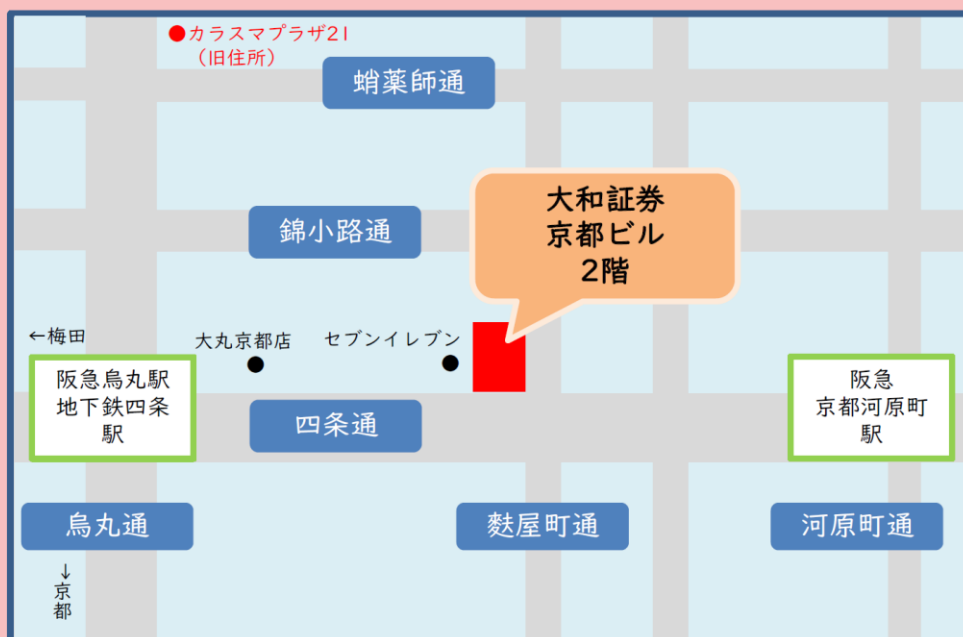 ●カラスマプラザ21
（旧住所）
蛸薬師通
錦小路通
大和証券
京都ビル
2階
←梅田
大丸京都店
セブンイレブン
阪急烏丸駅
地下鉄四条
駅
四条通
阪急
京都河原町
駅
烏丸通
麩屋町通
河原町通
↓京都